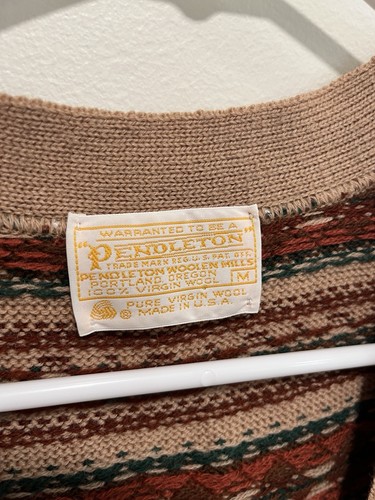 WARRANTED TO BE A
"PENDLETON"
TRADE MARK REG. U.S. PAT. OFF.
PENDLETON WOOLEN MILLS
PORTLAND, OREGON
100% VIRGIN WOOL
M
® PURE VIRGIN WOOL
MADE IN U.S.A.